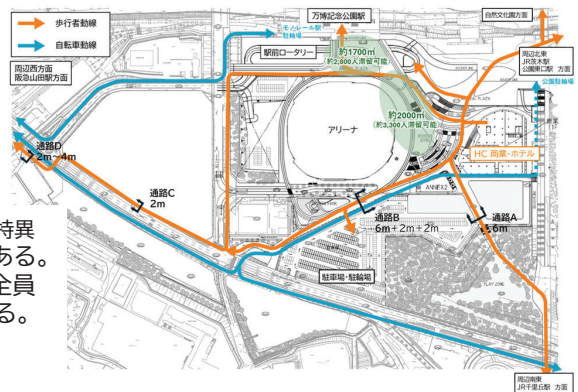 歩行者動線
自転車動線
モノレール駅
駐輪場
万博記念公園駅
自然文化園方面
駅前ロータリー
約1700㎡
(約2,800人滞留可能)
周辺西方面
阪急山田駅方面
周辺北東
JR茨木駅
公園東口駅 方面
公園駐輪場
約2000㎡
(約3,300人滞留可能)
アリーナ
HC 商業・ホテル
通路D
2m~4m
通路C
2m
ANNEX2
通路B
6m+2m+2m
通路A
6m
駐車場・駐輪場
PLAY ZONE
特異
ある。
全員
る。
周辺南東
JR千里丘駅 方面